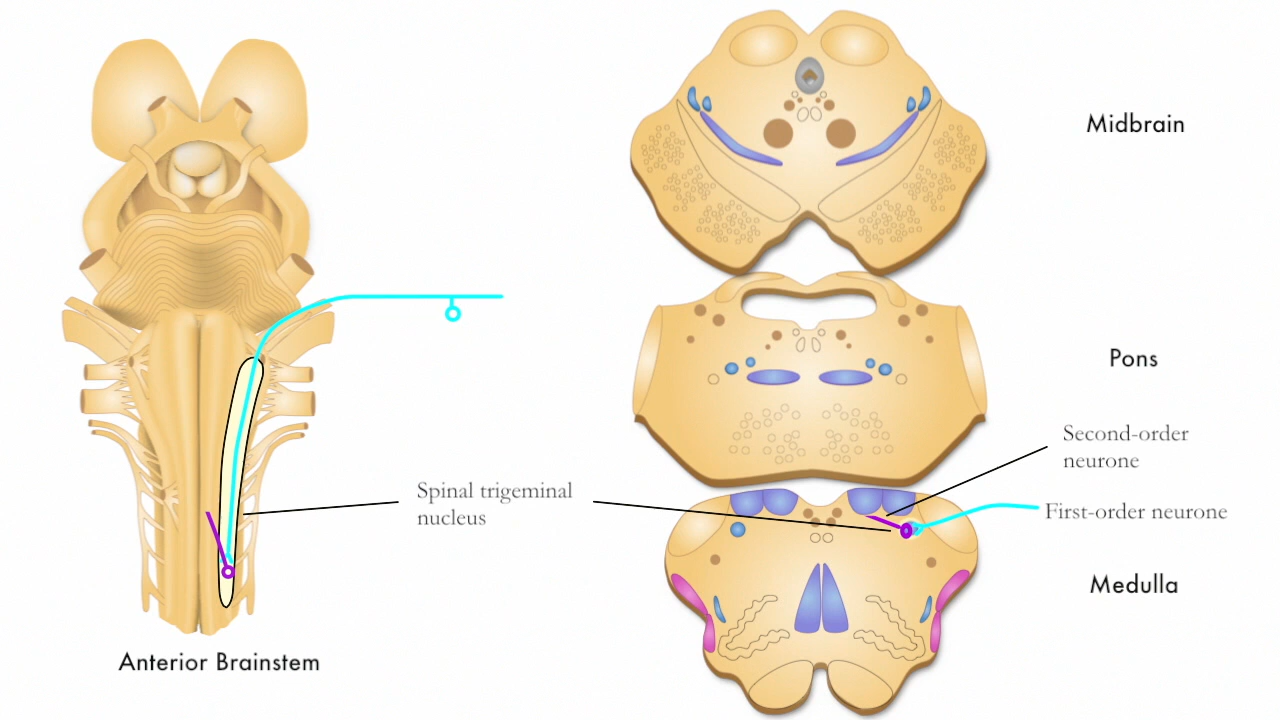 Midbrain
Pons
Second-order
neurone
Spinal trigeminal
nucleus
First-order neurone
Medulla
Anterior Brainstem